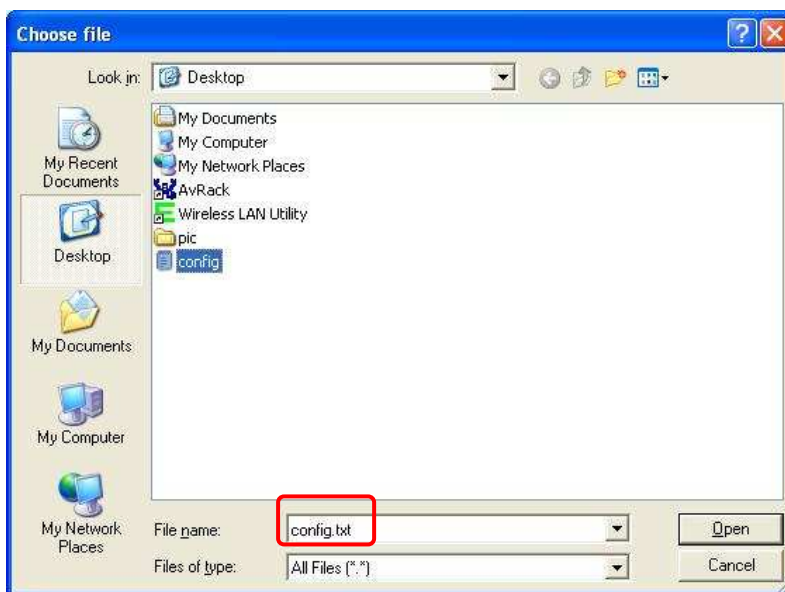 Choose file
Look in: Desktop
My Recent
Documents
Desktop
My Documents
My Computer
My Network
Places
My Documents
My Computer
My Network Places
AvRack
Wireless LAN Utility
pic
config
File name: config.txt Open
Files of type: All Files (*.*) Cancel